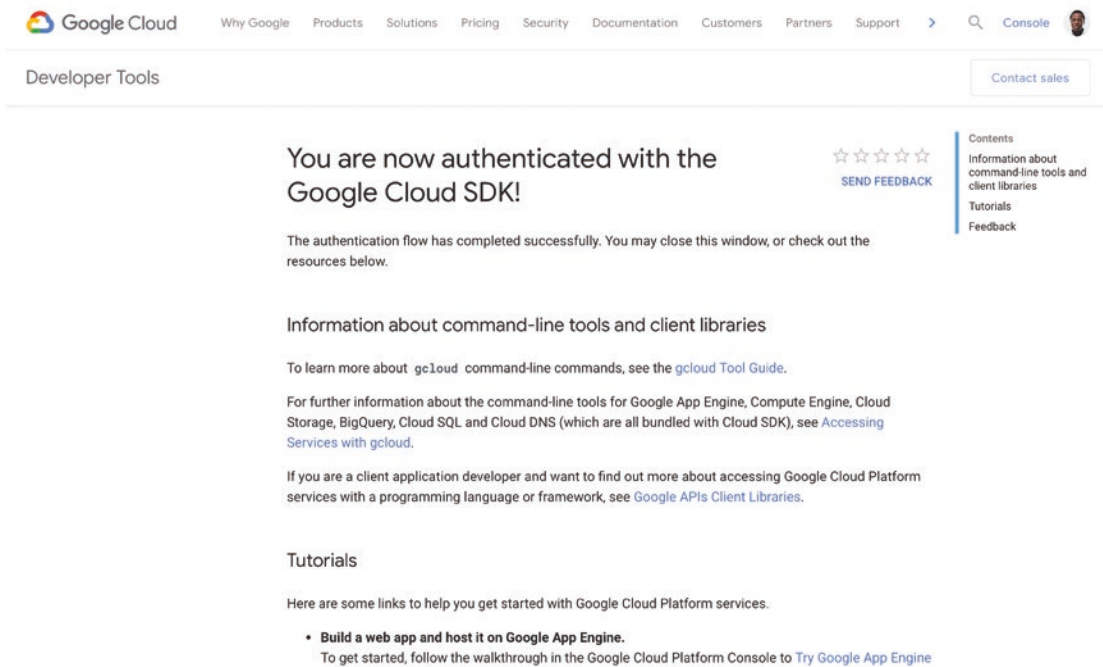 Google Cloud
Why Google Products Solutions Pricing Security Documentation Customers Partners Support Console
Developer Tools
Contact sales
You are now authenticated with the
Google Cloud SDK!
SEND FEEDBACK
Contents
Information about
command-line tools and
client libraries
Tutorials
Feedback
The authentication flow has completed successfully. You may close this window, or check out the
resources below.
Information about command-line tools and client libraries
To learn more about gcloud command-line commands, see the gcloud Tool Guide.
For further information about the command-line tools for Google App Engine, Compute Engine, Cloud
Storage, BigQuery, Cloud SQL and Cloud DNS (which are all bundled with Cloud SDK), see Accessing
Services with gcloud.
If you are a client application developer and want to find out more about accessing Google Cloud Platform
services with a programming language or framework, see Google APIs Client Libraries.
Tutorials
Here are some links to help you get started with Google Cloud Platform services.
• Build a web app and host it on Google App Engine.
To get started, follow the walkthrough in the Google Cloud Platform Console to Try Google App Engine